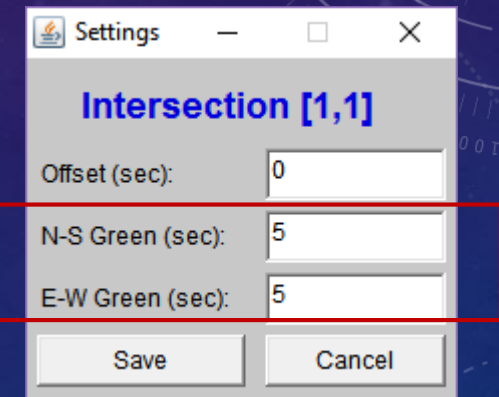 Settings
Intersection [1,1]
Offset (sec): 0
N-S Green (sec): 5
E-W Green (sec): 5
Save Cancel